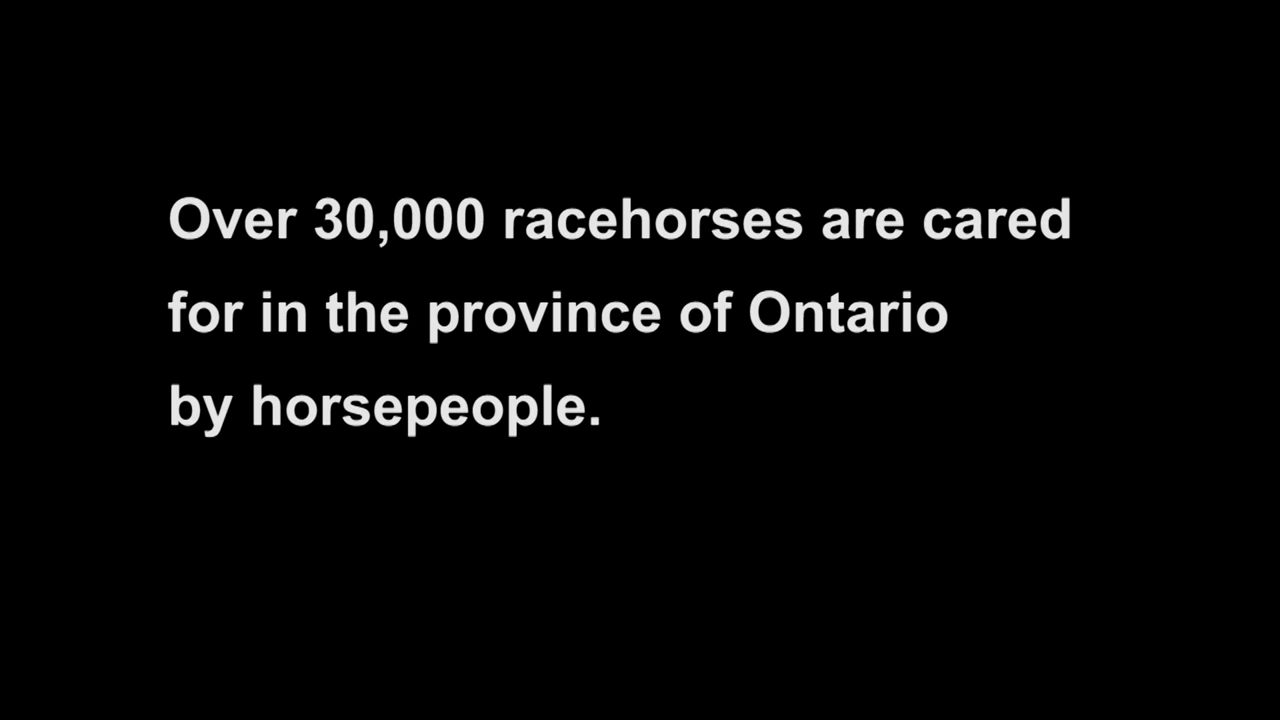 Over 30,000 racehorses are cared
for in the province of Ontario
by horsepeople.